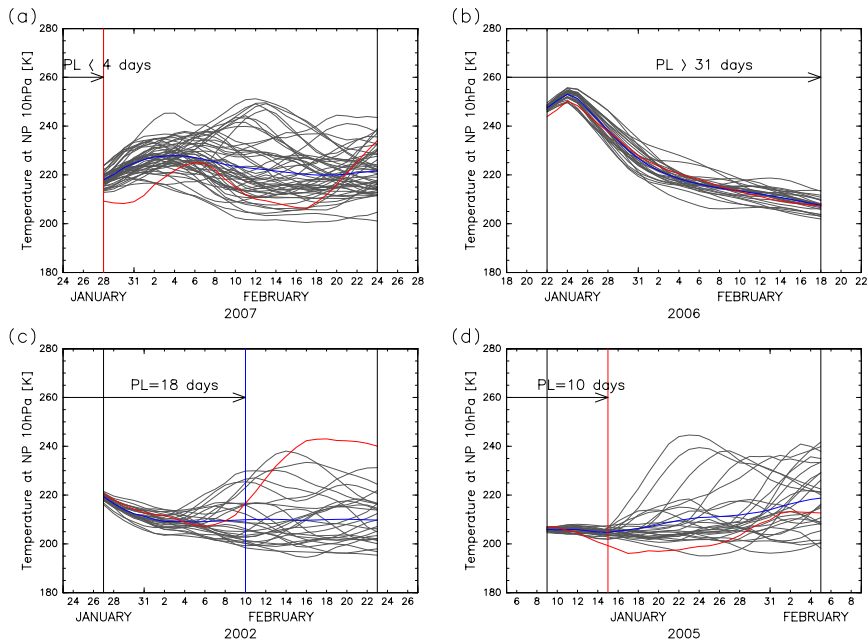 (a)
Temperature at NP 10hPa [K]
280
260
240
220
200
180
PL < 4 days
24 26 28 31 2 4 6 8 10 12 14 16 18 20 22 24 26 28
JANUARY FEBRUARY
2007
(b)
Temperature at NP 10hPa [K]
280
260
240
220
200
180
PL > 31 days
18 20 22 24 26 28 31 2 4 6 8 10 12 14 16 18 20 22
JANUARY FEBRUARY
2006
(c)
Temperature at NP 10hPa [K]
280
260
240
220
200
180
PL=18 days
24 26 28 31 2 4 6 8 10 12 14 16 18 20 22 24 26
JANUARY FEBRUARY
2002
(d)
Temperature at NP 10hPa [K]
280
260
240
220
200
180
PL=10 days
6 8 10 12 14 16 18 20 22 24 26 28 31 2 4 6 8
JANUARY FEBRUARY
2005